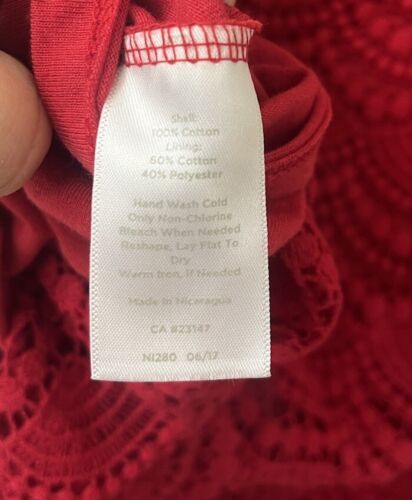 Shell:
100% Cotton
Lining:
60% Cotton
40% Polyester
Hand Wash Cold
Only Non-Chlorine
Bleach When Needed
Reshape, Lay Flat To
Dry
Warm Iron, if Needed
Made in Nicaragua
CA #23147
NI280 06/17